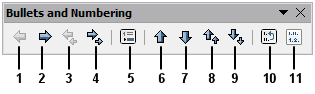 Bullets and Numbering
1 2 3 4 5 6 7 8 9 10 11